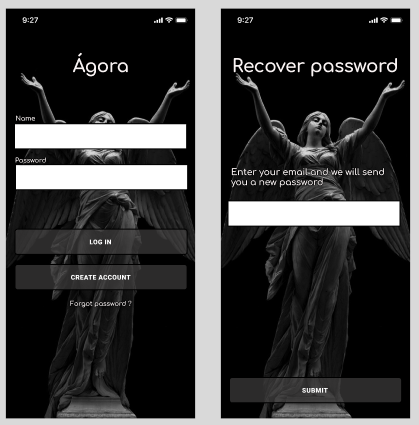 9:27
Ágora
Name
Password
LOG IN
CREATE ACCOUNT
Forgot password ?
9:27
Recover password
Enter your email and we will send
you a new password
SUBMIT